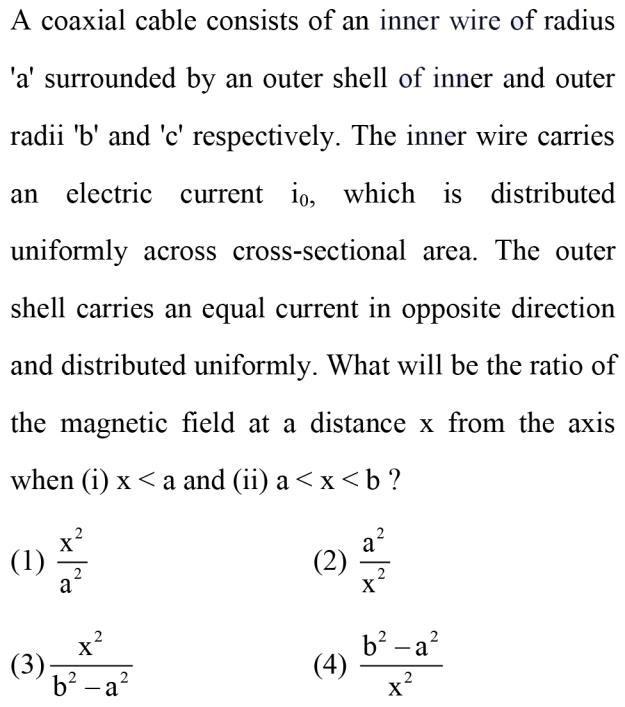 A coaxial cable consists of an inner wire of radius
'a' surrounded by an outer shell of inner and outer
radii 'b' and 'c' respectively. The inner wire carries
an electric current i₀, which is distributed
uniformly across cross-sectional area. The outer
shell carries an equal current in opposite direction
and distributed uniformly. What will be the ratio of
the magnetic field at a distance x from the axis
when (i) x < a and (ii) a < x < b ?
(1) x²/a² (2) a²/x²
(3) x²/(b² – a²) (4) (b² – a²)/x²